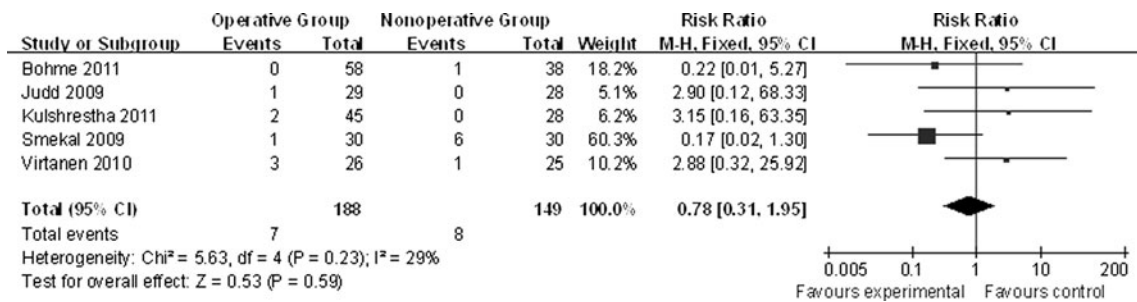 Operative Group Nonoperative Group Risk Ratio Risk Ratio
Study or Subgroup Events Total Events Total Weight M-H, Fixed, 95% CI M-H, Fixed, 95% CI
Bohme 2011 0 58 1 38 18.2% 0.22 [0.01, 5.27]
Judd 2009 1 29 0 28 5.1% 2.90 [0.12, 68.33]
Kulshrestha 2011 2 45 0 28 6.2% 3.15 [0.16, 63.35]
Smekal 2009 1 30 6 30 60.3% 0.17 [0.02, 1.30]
Virtanen 2010 3 26 1 25 10.2% 2.88 [0.32, 25.92]
Total (95% CI) 188 149 100.0% 0.78 [0.31, 1.95]
Total events 7 8
Heterogeneity: Chi² = 5.63, df = 4 (P = 0.23); I² = 29%
Test for overall effect: Z = 0.53 (P = 0.59)
0.005 0.1 1 10 200
Favours experimental Favours control